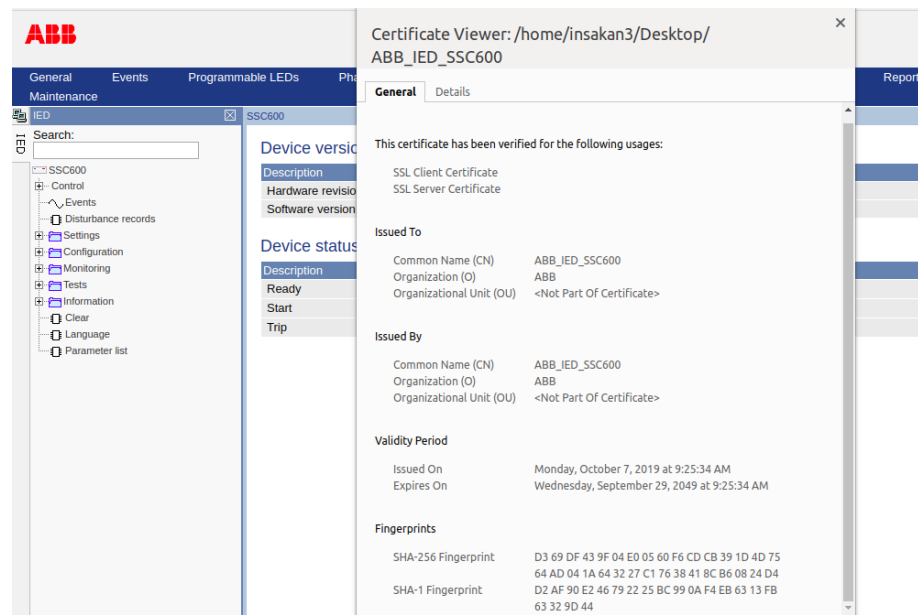 ABB
General Events Programmable LEDs Pha Report
Maintenance
IED
IED
Search:
SSC600
Control
Events
Disturbance records
Settings
Configuration
Monitoring
Tests
Information
Clear
Language
Parameter list
SSC600
Device versio
Description
Hardware revisio
Software version
Device status
Description
Ready
Start
Trip
Certificate Viewer: /home/insakan3/Desktop/
ABB_IED_SSC600
General Details
This certificate has been verified for the following usages:
SSL Client Certificate
SSL Server Certificate
Issued To
Common Name (CN) ABB_IED_SSC600
Organization (O) ABB
Organizational Unit (OU) <Not Part Of Certificate>
Issued By
Common Name (CN) ABB_IED_SSC600
Organization (O) ABB
Organizational Unit (OU) <Not Part Of Certificate>
Validity Period
Issued On Monday, October 7, 2019 at 9:25:34 AM
Expires On Wednesday, September 29, 2049 at 9:25:34 AM
Fingerprints
SHA-256 Fingerprint D3 69 DF 43 9F 04 E0 05 60 F6 CD CB 39 1D 4D 75
64 AD 04 1A 64 32 27 C1 76 38 41 8C B6 08 24 D4
SHA-1 Fingerprint D2 AF 90 E2 46 79 22 25 BC 99 0A F4 EB 63 13 FB
63 32 9D 44